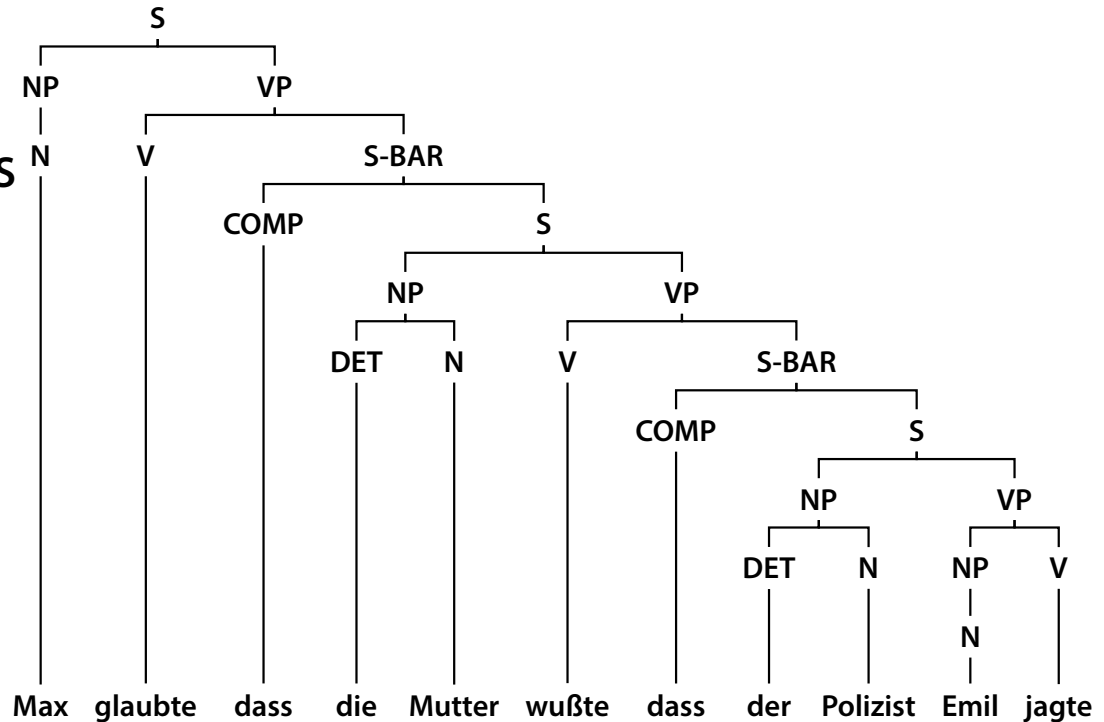 S
NP VP
S N V S-BAR
COMP S
NP VP
DET N V S-BAR
COMP S
NP VP
DET N NP V
N
Max glaubte dass die Mutter wußte dass der Polizist Emil jagte